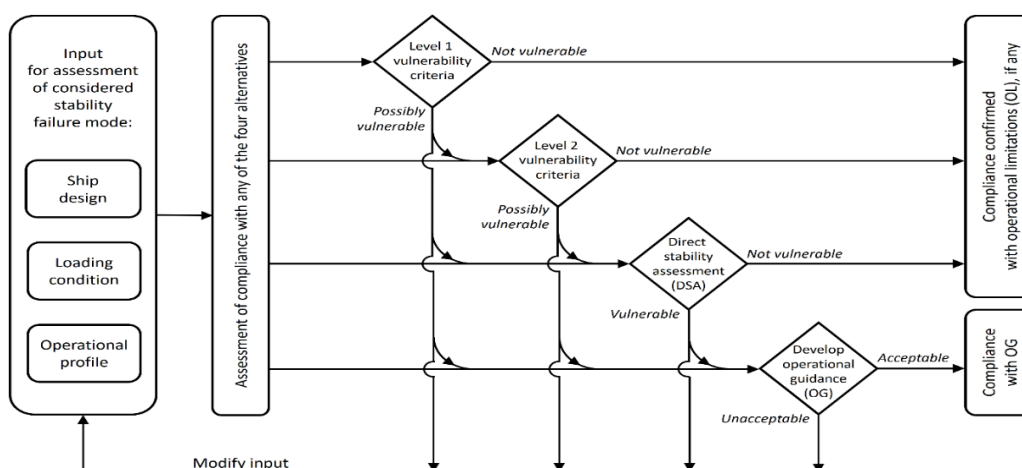 Input
for assessment
of considered
stability
failure mode:
Ship
design
Loading
condition
Operational
profile
Assessment of compliance with any of the four alternatives
Level 1
vulnerability
criteria
Not vulnerable
Possibly
vulnerable
Level 2
vulnerability
criteria
Not vulnerable
Possibly
vulnerable
Direct
stability
assessment
(DSA)
Not vulnerable
Vulnerable
Develop
operational
guidance
(OG)
Acceptable
Unacceptable
Compliance confirmed
with operational limitations (OL), if any
Compliance
with OG
Modify input